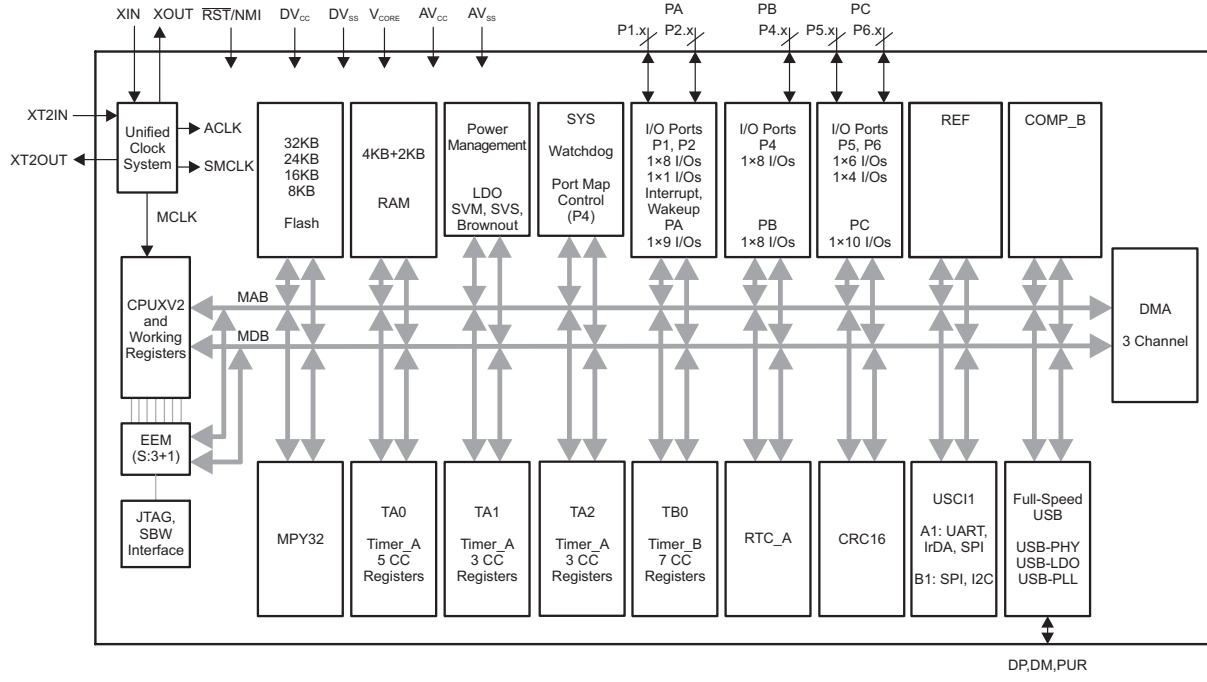 XIN
XOUT
RST/NMI
DVCC
DVSS
VCORE
AVCC
AVSS
PA
P1.x
P2.x
PB
P4.x
PC
P5.x
P6.x
XT2IN
XT2OUT
Unified
Clock
System
ACLK
SMCLK
MCLK
32KB
24KB
16KB
8KB
Flash
4KB+2KB
RAM
Power
Management
LDO
SVM, SVS,
Brownout
SYS
Watchdog
Port Map
Control
(P4)
I/O Ports
P1, P2
1×8 I/Os
1×1 I/Os
Interrupt,
Wakeup
PA
1×9 I/Os
I/O Ports
P4
1×8 I/Os
PB
1×8 I/Os
I/O Ports
P5, P6
1×6 I/Os
1×4 I/Os
PC
1×10 I/Os
REF
COMP_B
CPUXV2
and
Working
Registers
MAB
MDB
DMA
3 Channel
EEM
(S:3+1)
JTAG,
SBW
Interface
MPY32
TA0
Timer_A
5 CC
Registers
TA1
Timer_A
3 CC
Registers
TA2
Timer_A
3 CC
Registers
TB0
Timer_B
7 CC
Registers
RTC_A
CRC16
USCI1
A1: UART,
IrDA, SPI
B1: SPI, I2C
Full-Speed
USB
USB-PHY
USB-LDO
USB-PLL
DP,DM,PUR